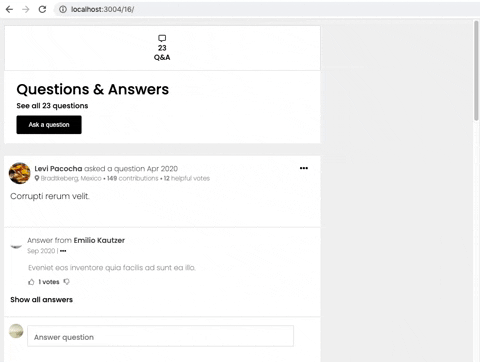 localhost:3004/16/
23
Q&A
Questions & Answers
See all 23 questions
Ask a question
Levi Pacocha asked a question Apr 2020
Bradtkeberg, Mexico • 149 contributions • 12 helpful votes
Corrupti rerum velit.
Answer from Emilio Kautzer
Sep 2020 |
Eveniet eos inventore quia facilis ad sunt ea illo.
1 votes
Show all answers
Answer question